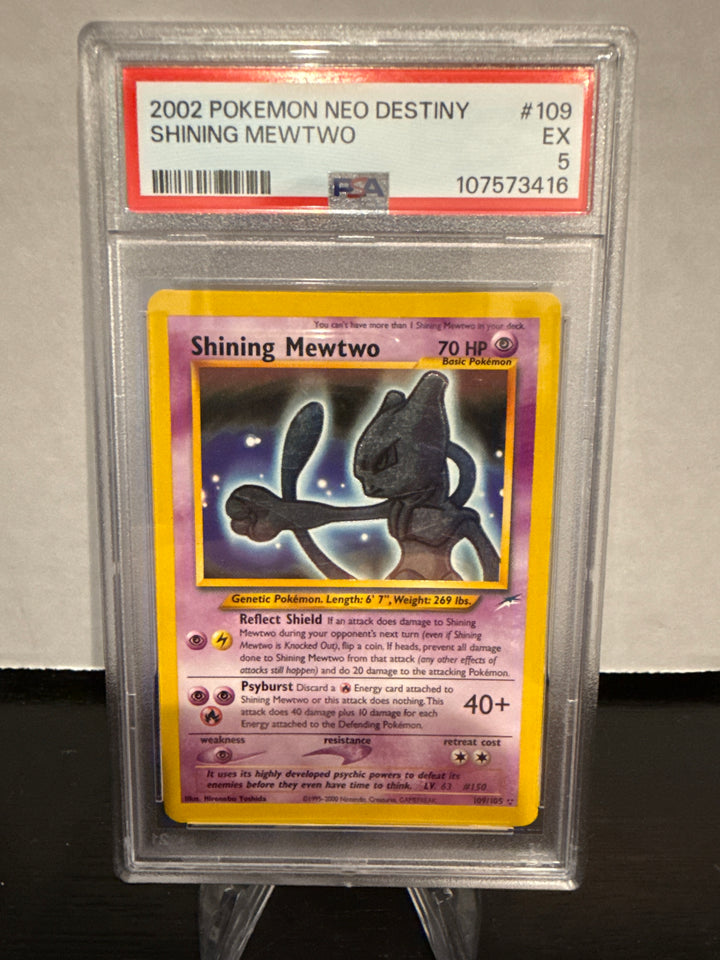 2002 POKEMON NEO DESTINY #109
SHINING MEWTWO EX
5
PSA 107573416
You can't have more than 1 Shining Mewtwo in your deck.
Shining Mewtwo 70 HP
Basic Pokémon
Genetic Pokémon. Length: 6' 7", Weight: 269 lbs.
Reflect Shield If an attack does damage to Shining
Mewtwo during your opponent's next turn (even if Shining
Mewtwo is Knocked Out), flip a coin. If heads, prevent all damage
done to Shining Mewtwo from that attack (any other effects of
attacks still happen) and do 20 damage to the attacking Pokémon.
Psyburst Discard a Energy card attached to
Shining Mewtwo or this attack does nothing. This
attack does 40 damage plus 10 damage for each
Energy attached to the Defending Pokémon.
40+
weakness resistance retreat cost
It uses its highly developed psychic powers to defeat its
enemies before they even have time to think. LV. 63 #150
Illus. Hironobu Yoshida ©1995-2000 Nintendo, Creatures, GAMEFREAK. 109/105